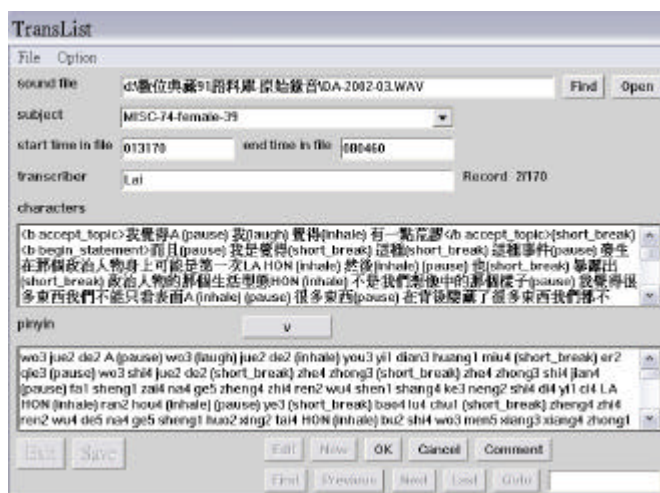 TransList
File Option
sound file d:\數位典藏91語料庫 原始錄音\DA-2002-03.WAV Find Open
subject MISC-74-female-39
start time in file 013170 end time in file 080460
transcriber Lai Record 2/170
characters
<b accept_topic>我覺得A (pause) 我(laugh) 覺得(inhale) 有一點荒謬</b accept_topic>(short_break)
<b begin_statement>而且(pause) 我是覺得(short_break) 這種(short_break) 這種事件(pause) 發生
在那個政治人物身上可能是第一次LA HON (inhale) 然後(inhale) (pause) 也(short_break) 暴露出
(short_break) 政治人物的那個生活型態HON (inhale) 不是我們想像中的那個樣子(pause) 我覺得很
多東西我們不能只看表面A (inhale) (pause) 很多東西(pause) 在背後隱藏了很多東西我們都不
pinyin v
wo3 jue2 de2 A (pause) wo3 (laugh) jue2 de2 (inhale) you3 yi1 dian3 huang1 miu4 (short_break) er2
qie3 (pause) wo3 shi4 jue2 de2 (short_break) zhe4 zhong3 (short_break) zhe4 zhong3 shi4 jian4
(pause) fa1 sheng1 zai4 na4 ge5 zheng4 zhi4 ren2 wu4 shen1 shang4 ke3 neng2 shi4 di4 yi1 ci4 LA
HON (inhale) ran2 hou4 (inhale) (pause) ye3 (short_break) bao4 lu4 chu1 (short_break) zheng4 zhi4
ren2 wu4 de5 na4 ge5 sheng1 huo2 xing2 tai4 HON (inhale) bu2 shi4 wo3 men5 xiang3 xiang4 zhong1
Exit Save Edit New OK Cancel Comment
Find Previous Next Last Goto